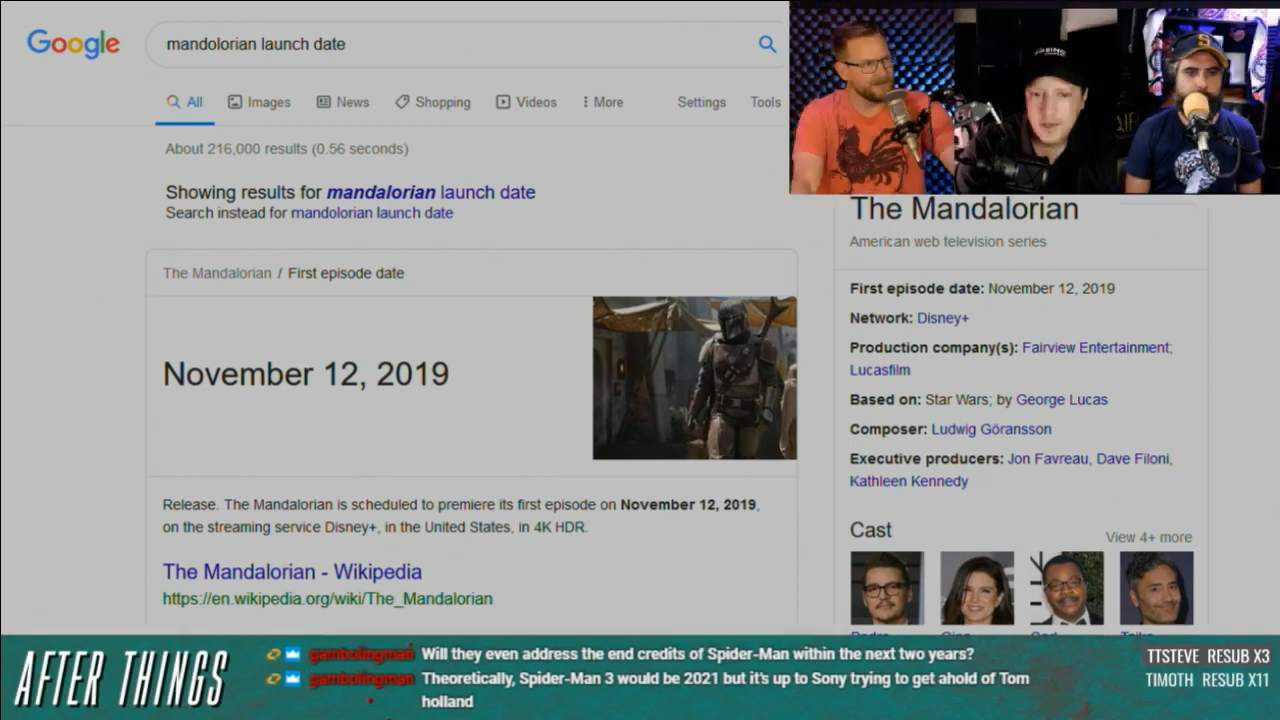 Google
mandolorian launch date
All Images News Shopping Videos More Settings Tools
About 216,000 results (0.56 seconds)
Showing results for mandalorian launch date
Search instead for mandolorian launch date
The Mandalorian / First episode date
November 12, 2019
Release. The Mandalorian is scheduled to premiere its first episode on November 12, 2019,
on the streaming service Disney+, in the United States, in 4K HDR.
The Mandalorian - Wikipedia
https://en.wikipedia.org/wiki/The_Mandalorian
The Mandalorian
American web television series
First episode date: November 12, 2019
Network: Disney+
Production company(s): Fairview Entertainment;
Lucasfilm
Based on: Star Wars; by George Lucas
Composer: Ludwig Göransson
Executive producers: Jon Favreau, Dave Filoni,
Kathleen Kennedy
Cast
View 4+ more
AFTER THINGS
gambolingman Will they even address the end credits of Spider-Man within the next two years?
gambolingman Theoretically, Spider-Man 3 would be 2021 but it's up to Sony trying to get ahold of Tom
holland
TTSTEVE RESUB X3
TIMOTH RESUB X11